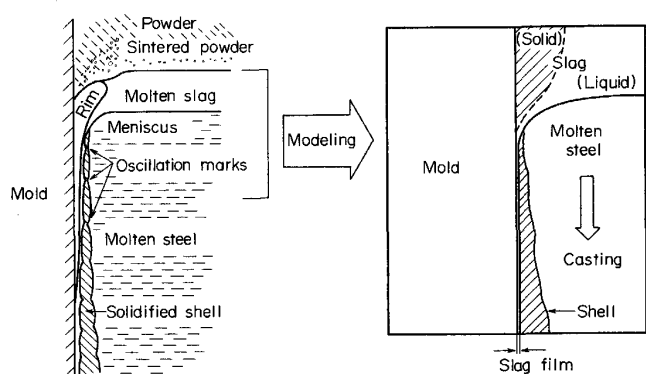 Powder
Sintered powder
Rim
Molten slag
Meniscus
Oscillation marks
Mold
Molten steel
Solidified shell
Modeling
(Solid)
Slag
(Liquid)
Molten
steel
Mold
Casting
Shell
Slag film